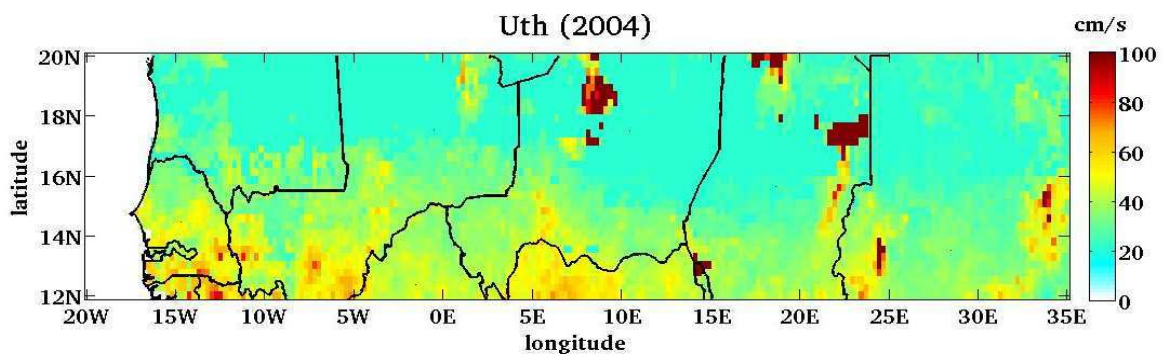 Uth (2004)
cm/s
latitude
20N
18N
16N
14N
12N
20W 15W 10W 5W 0E 5E 10E 15E 20E 25E 30E 35E
longitude
100
80
60
40
20
0